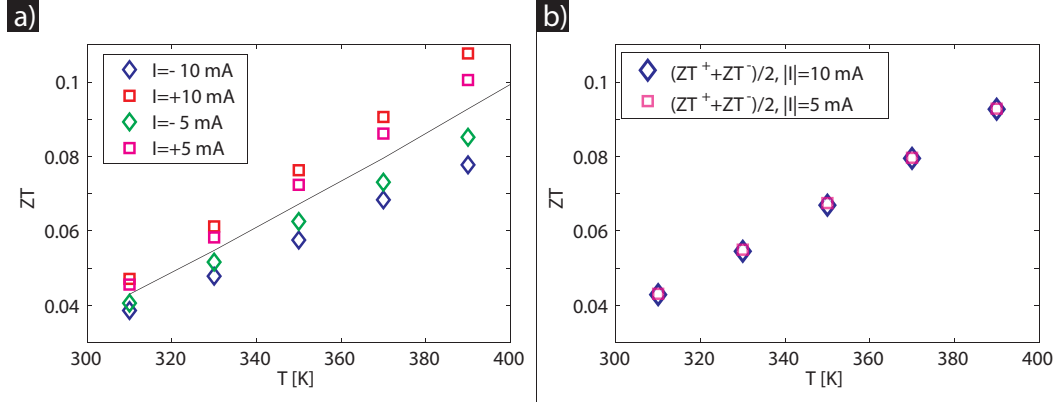 a)
I=- 10 mA
I=+10 mA
I=- 5 mA
I=+5 mA
0.1
0.08
0.06
0.04
ZT
300
320
340
360
380
400
T [K]
b)
(ZT⁺+ZT⁻)/2, |I|=10 mA
(ZT⁺+ZT⁻)/2, |I|=5 mA
0.1
0.08
0.06
0.04
ZT
300
320
340
360
380
400
T [K]